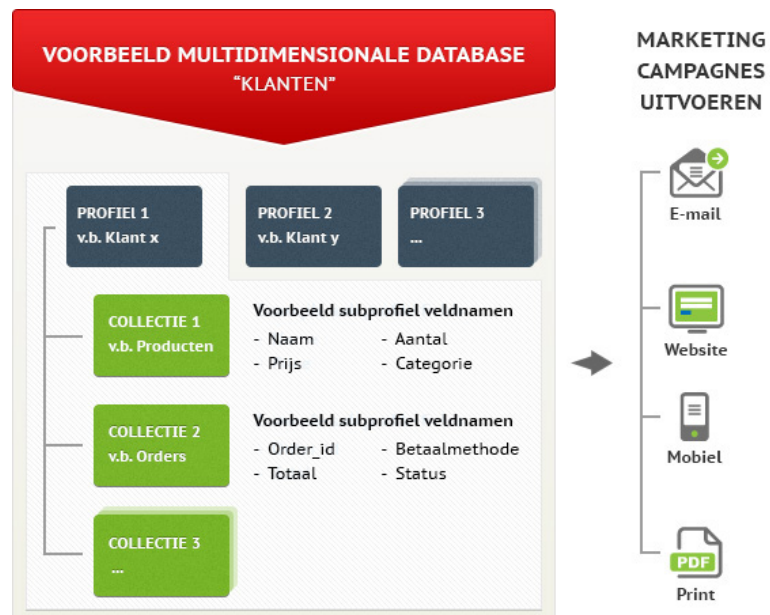 VOORBEELD MULTIDIMENSIONALE DATABASE
“KLANTEN”
PROFIEl 1
v.b. Klant x
PROFIEL 2
v.b. Klant y
PROFIEL 3
...
COLLECTIE 1
v.b. Producten
Voorbeeld subprofiel veldnamen
- Naam
- Prijs
- Aantal
- Categorie
COLLECTIE 2
v.b. Orders
Voorbeeld subprofiel veldnamen
- Order_id
- Totaal
- Betaalmethode
- Status
COLLECTIE 3
...
MARKETING
CAMPAGNES
UITVOEREN
E-mail
Website
Mobiel
PDF
Print